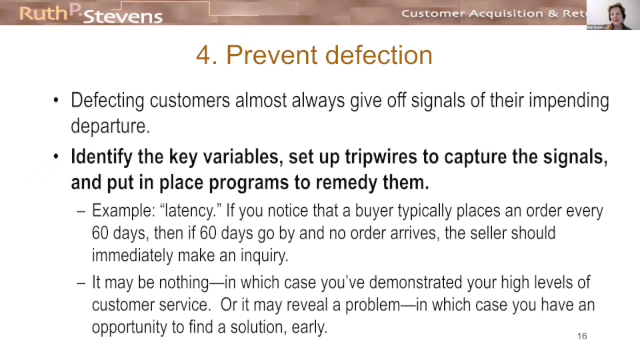 Ruth P. Stevens
Customer Acquisition & Rete
4. Prevent defection
• Defecting customers almost always give off signals of their impending
departure.
• Identify the key variables, set up tripwires to capture the signals,
and put in place programs to remedy them.
– Example: “latency.” If you notice that a buyer typically places an order every
60 days, then if 60 days go by and no order arrives, the seller should
immediately make an inquiry.
– It may be nothing—in which case you’ve demonstrated your high levels of
customer service. Or it may reveal a problem—in which case you have an
opportunity to find a solution, early.
16